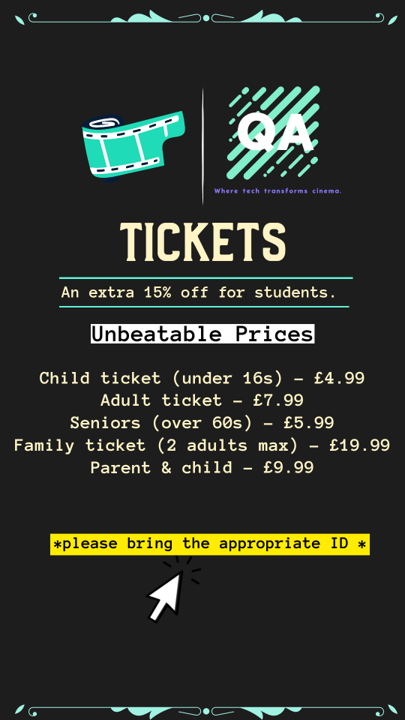 QA
Where tech transforms cinema.
TICKETS
An extra 15% off for students.
Unbeatable Prices
Child ticket (under 16s) - £4.99
Adult ticket - £7.99
Seniors (over 60s) - £5.99
Family ticket (2 adults max) - £19.99
Parent & child - £9.99
*please bring the appropriate ID *